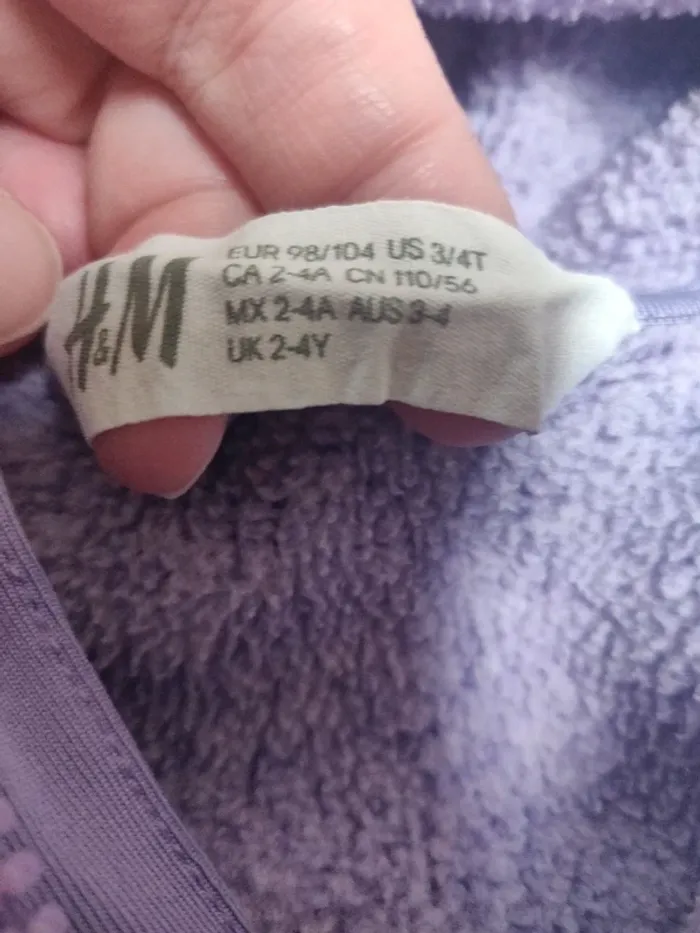 H&M
EUR 98/104 US 3/4T
CA 2-4A CN 110/56
MX 2-4A AUS 3-4
UK 2-4Y